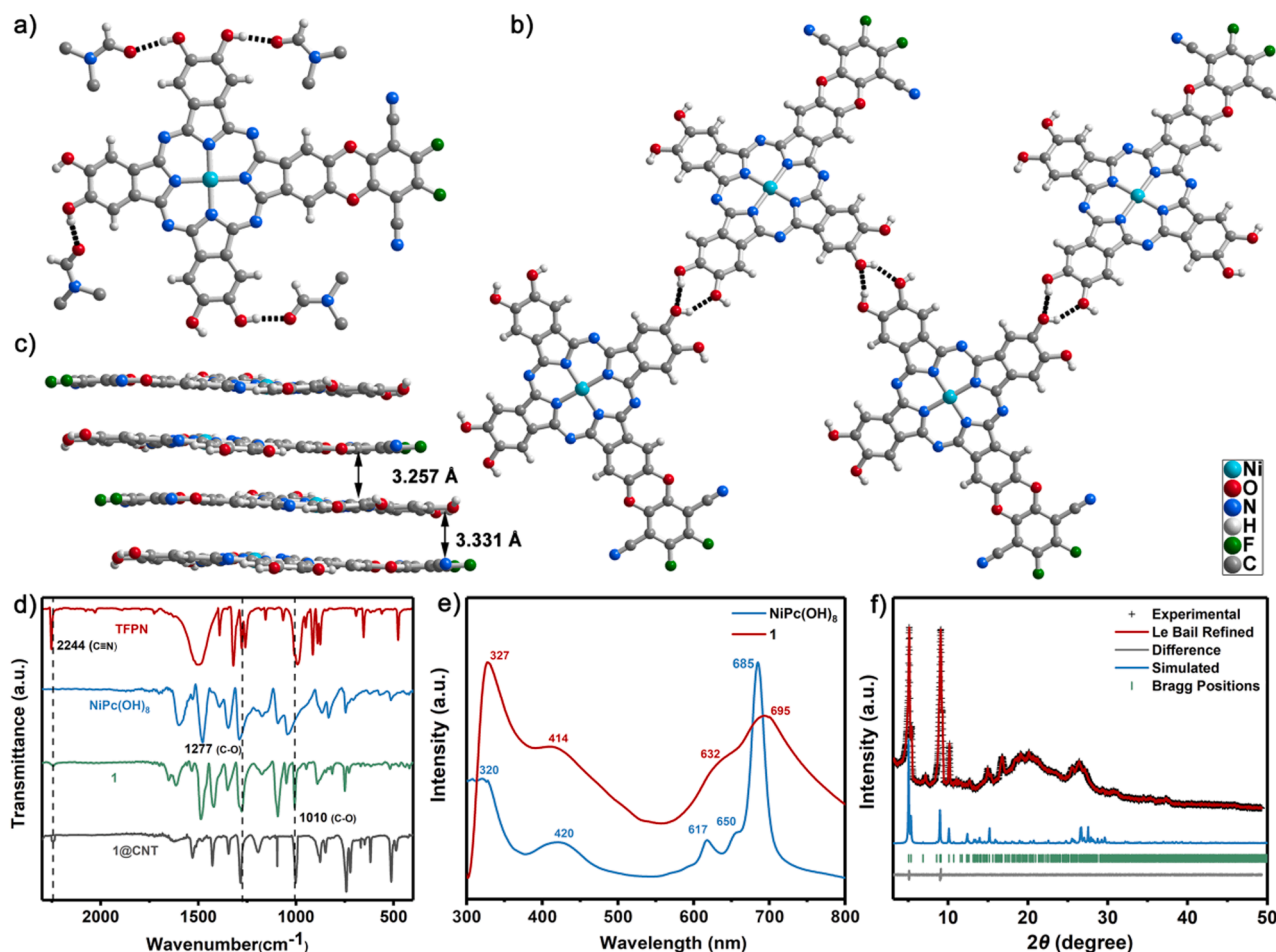 a)
b)
c)
3.257 Å
3.331 Å
Ni
O
N
H
F
C
d)
TFPN
2244 (C≡N)
NiPc(OH)₈
1277 (C-O)
1
1010 (C-O)
1@CNT
Transmittance (a.u.)
2000 1500 1000 500
Wavenumber(cm⁻¹)
e)
NiPc(OH)₈
1
327
685
695
414
632
320
420
617
650
Intensity (a.u.)
300 400 500 600 700 800
Wavelength (nm)
f)
Experimental
Le Bail Refined
Difference
Simulated
Bragg Positions
Intensity (a.u.)
10 20 30 40 50
2θ (degree)